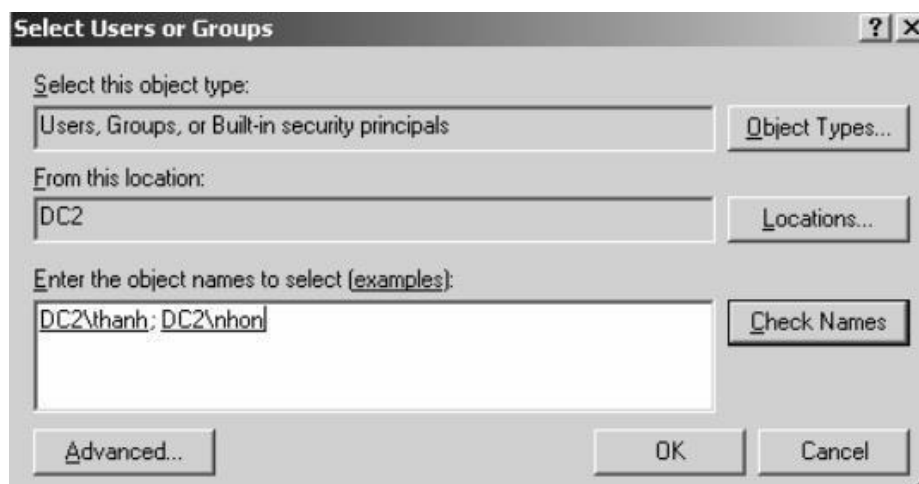 Select Users or Groups
Select this object type:
Users, Groups, or Built-in security principals
Object Types...
From this location:
DC2
Locations...
Enter the object names to select (examples):
DC2\thanh; DC2\nhon
Check Names
Advanced...
OK
Cancel